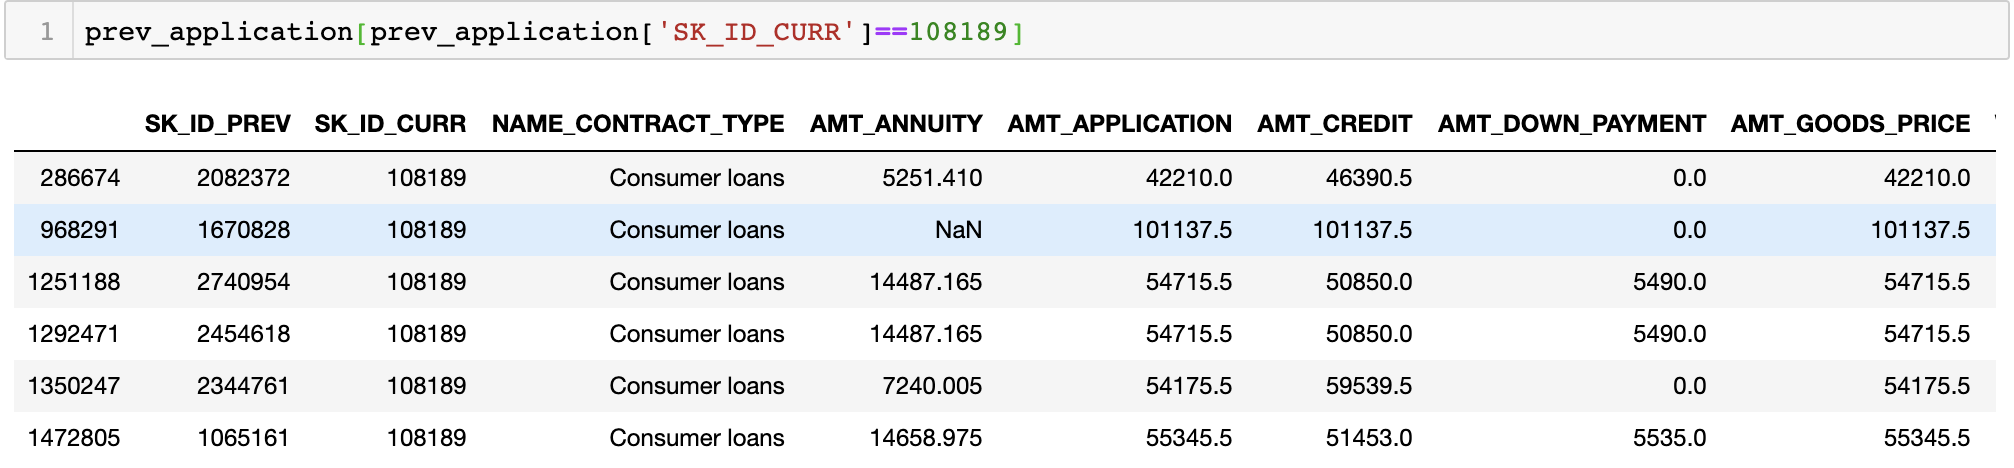 1 prev_application[prev_application['SK_ID_CURR']==108189]
SK_ID_PREV SK_ID_CURR NAME_CONTRACT_TYPE AMT_ANNUITY AMT_APPLICATION AMT_CREDIT AMT_DOWN_PAYMENT AMT_GOODS_PRICE
286674 2082372 108189 Consumer loans 5251.410 42210.0 46390.5 0.0 42210.0
968291 1670828 108189 Consumer loans NaN 101137.5 101137.5 0.0 101137.5
1251188 2740954 108189 Consumer loans 14487.165 54715.5 50850.0 5490.0 54715.5
1292471 2454618 108189 Consumer loans 14487.165 54715.5 50850.0 5490.0 54715.5
1350247 2344761 108189 Consumer loans 7240.005 54175.5 59539.5 0.0 54175.5
1472805 1065161 108189 Consumer loans 14658.975 55345.5 51453.0 5535.0 55345.5